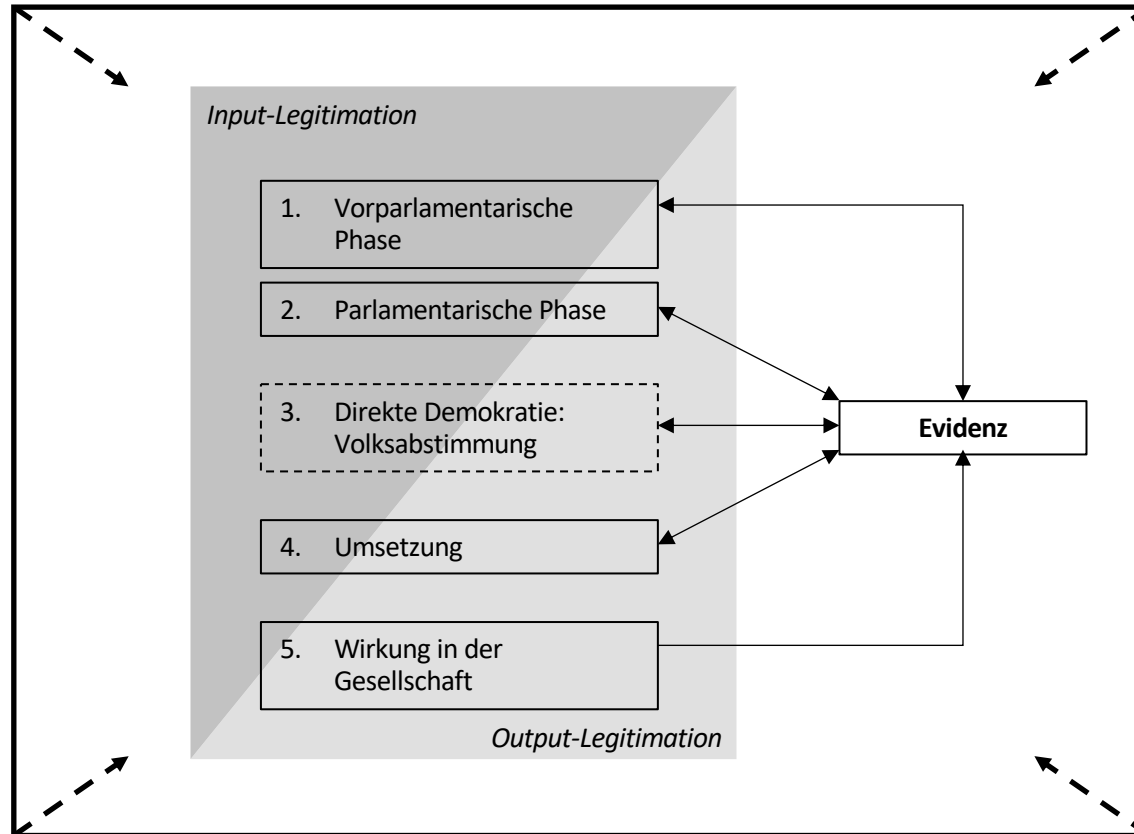 Input-Legitimation
1. Vorparlamentarische
Phase
2. Parlamentarische Phase
3. Direkte Demokratie:
Volksabstimmung
Evidenz
4. Umsetzung
5. Wirkung in der
Gesellschaft
Output-Legitimation